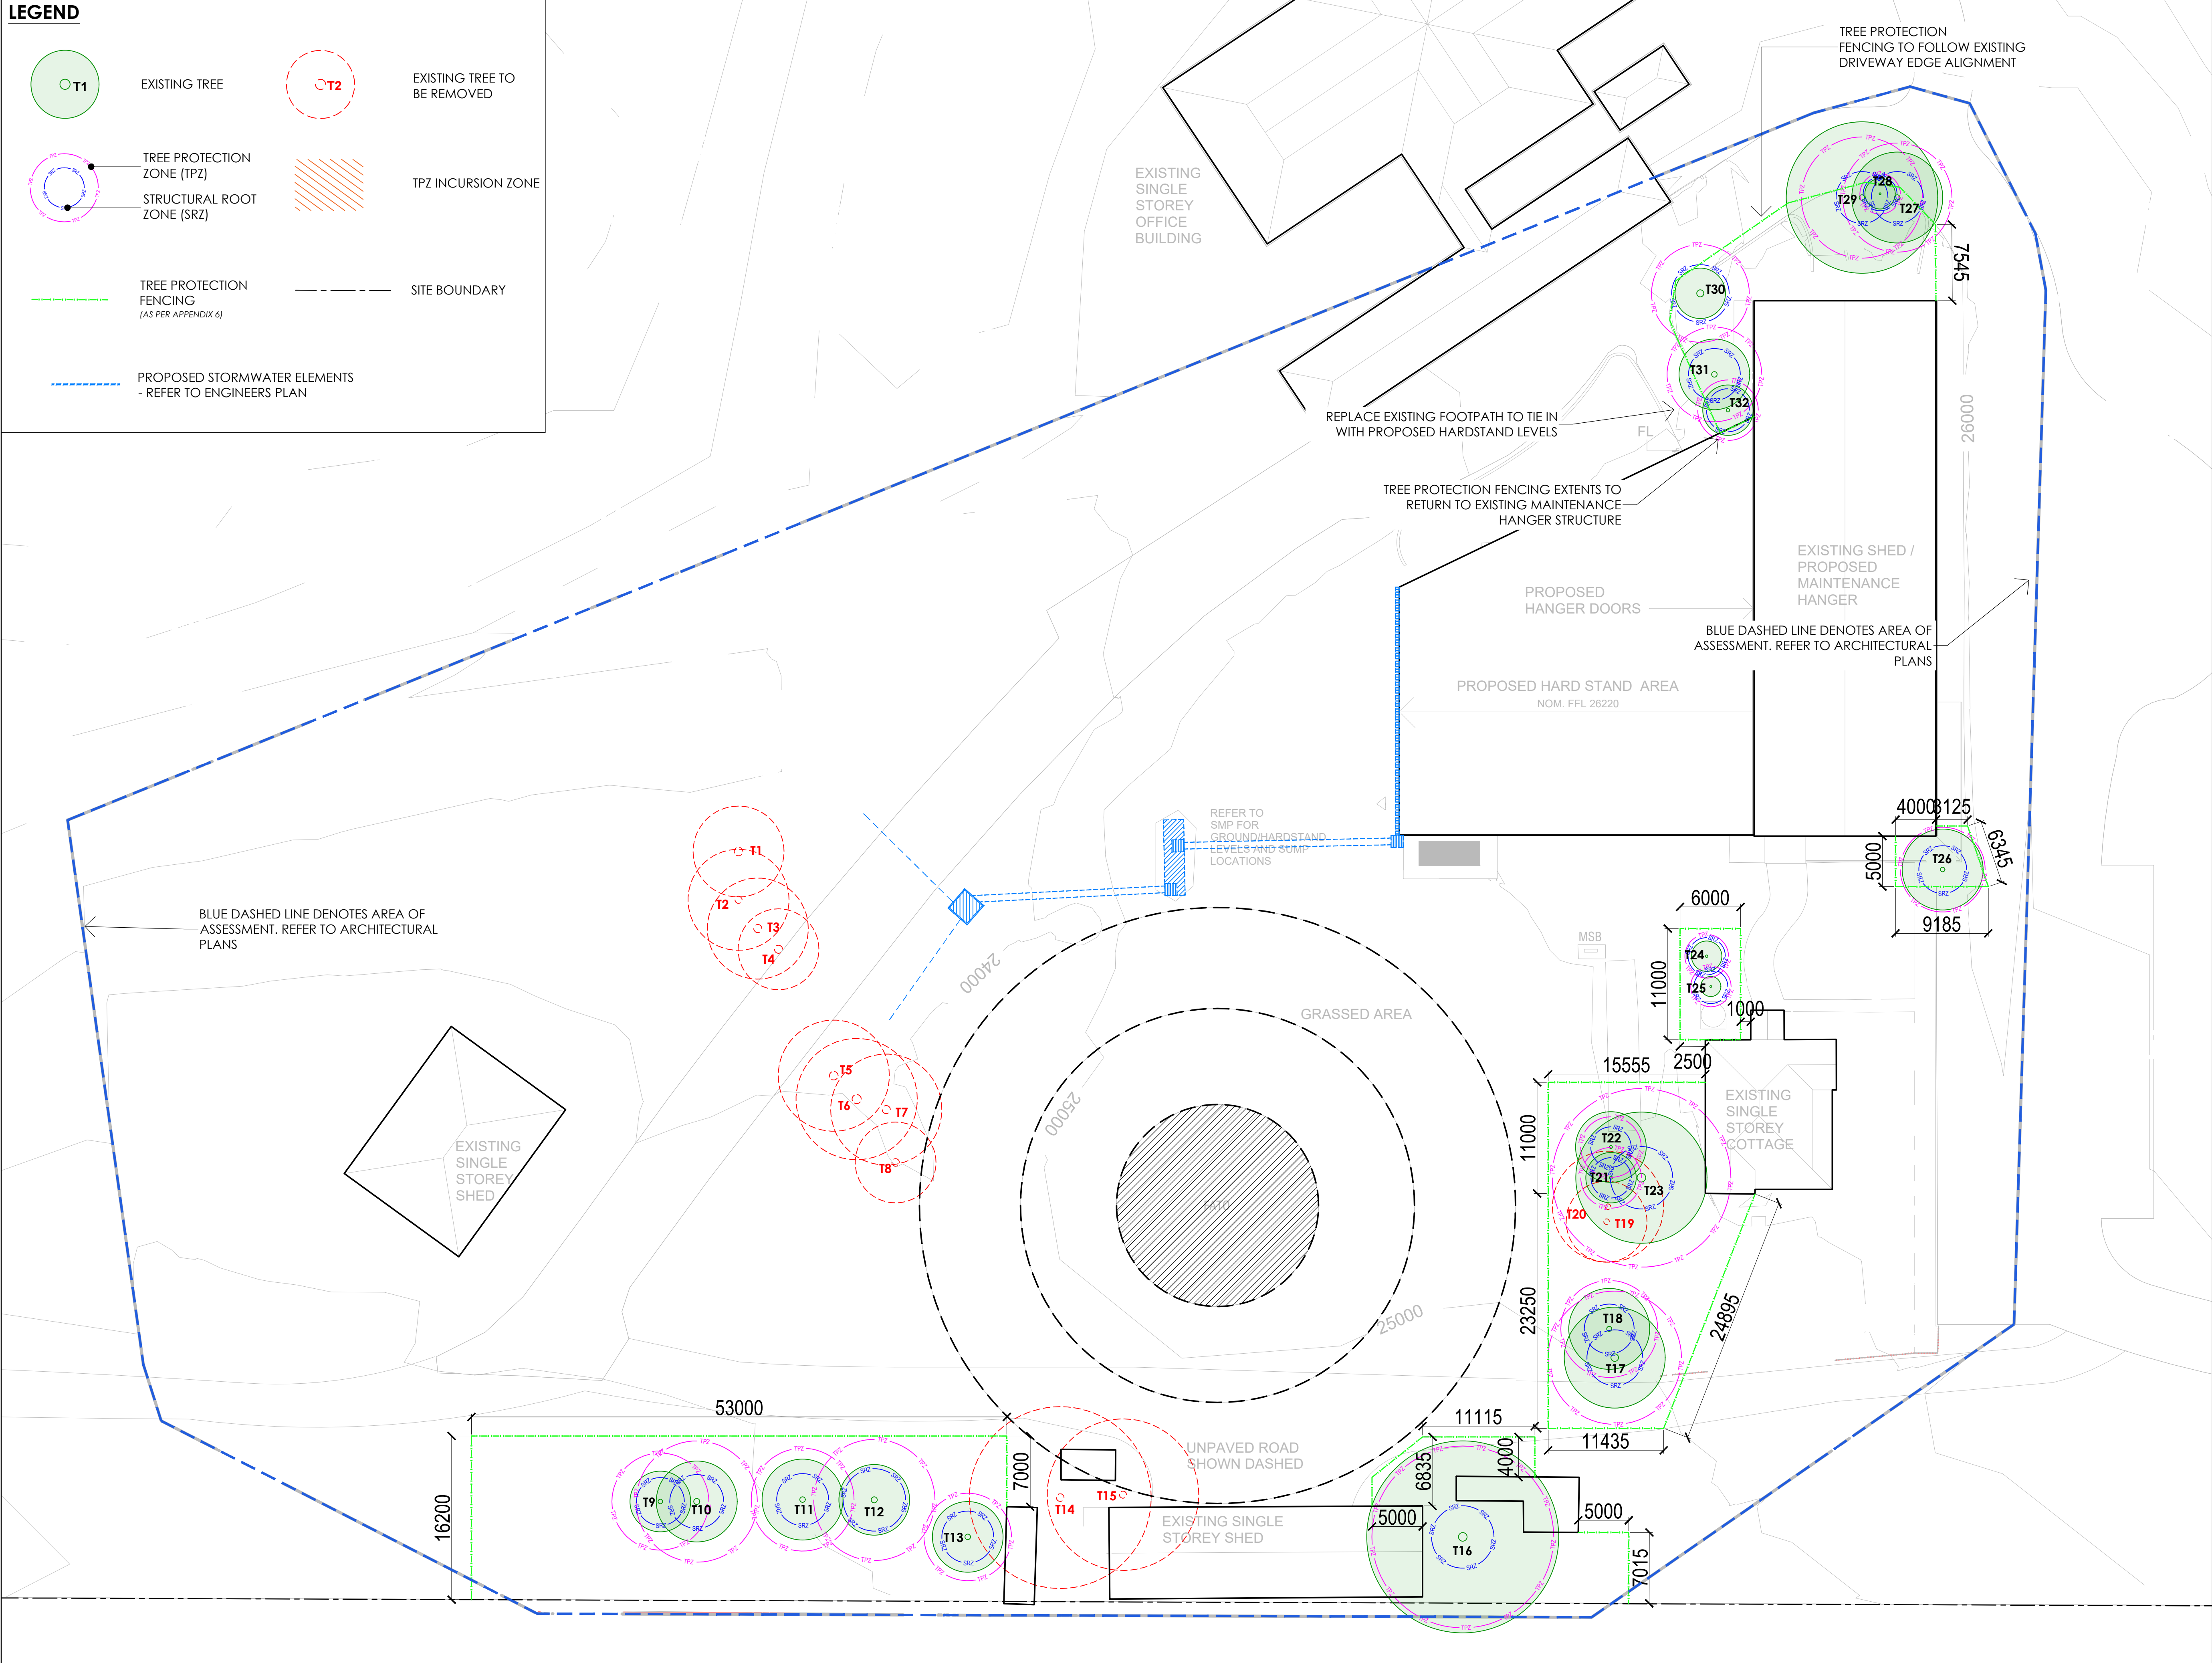 LEGEND
T1
EXISTING TREE
T2
EXISTING TREE TO
BE REMOVED
TREE PROTECTION
ZONE (TPZ)
STRUCTURAL ROOT
ZONE (SRZ)
TPZ INCURSION ZONE
TREE PROTECTION
FENCING
(AS PER APPENDIX 6)
SITE BOUNDARY
PROPOSED STORMWATER ELEMENTS
- REFER TO ENGINEERS PLAN
EXISTING
SINGLE
STOREY
OFFICE
BUILDING
TREE PROTECTION
FENCING TO FOLLOW EXISTING
DRIVEWAY EDGE ALIGNMENT
T28
T29
T27
7545
T30
T31
T32
26000
REPLACE EXISTING FOOTPATH TO TIE IN
WITH PROPOSED HARDSTAND LEVELS
FL
TREE PROTECTION FENCING EXTENTS TO
RETURN TO EXISTING MAINTENANCE
HANGER STRUCTURE
EXISTING SHED /
PROPOSED
MAINTENANCE
HANGER
PROPOSED
HANGER DOORS
BLUE DASHED LINE DENOTES AREA OF
ASSESSMENT. REFER TO ARCHITECTURAL
PLANS
PROPOSED HARD STAND AREA
NOM. FFL 26220
REFER TO
SMP FOR
GROUND/HARDSTAND
LEVELS AND SUMP
LOCATIONS
4000
3125
6345
5000
T26
9185
T1
T2
T3
T4
BLUE DASHED LINE DENOTES AREA OF
ASSESSMENT. REFER TO ARCHITECTURAL
PLANS
6000
MSB
T24
T25
11000
1000
2500
24000
GRASSED AREA
15555
T5
T6
T7
T8
25000
EXISTING
SINGLE
STOREY
COTTAGE
11000
T22
T21
T23
T20
T19
EXISTING
SINGLE
STOREY
SHED
FATO
25000
23250
24895
T18
T17
11435
53000
11115
UNPAVED ROAD
SHOWN DASHED
7000
6835
4000
T9
T10
T11
T12
T13
T14
T15
16200
EXISTING SINGLE
STOREY SHED
5000
5000
T16
7015